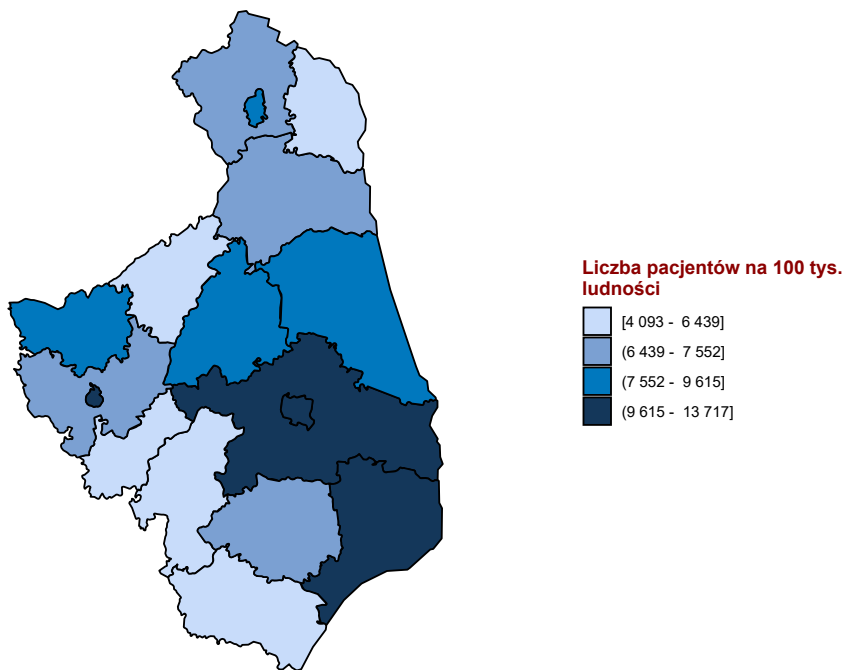 Liczba pacjentów na 100 tys.
ludności
[4 093 - 6 439]
(6 439 - 7 552]
(7 552 - 9 615]
(9 615 - 13 717]